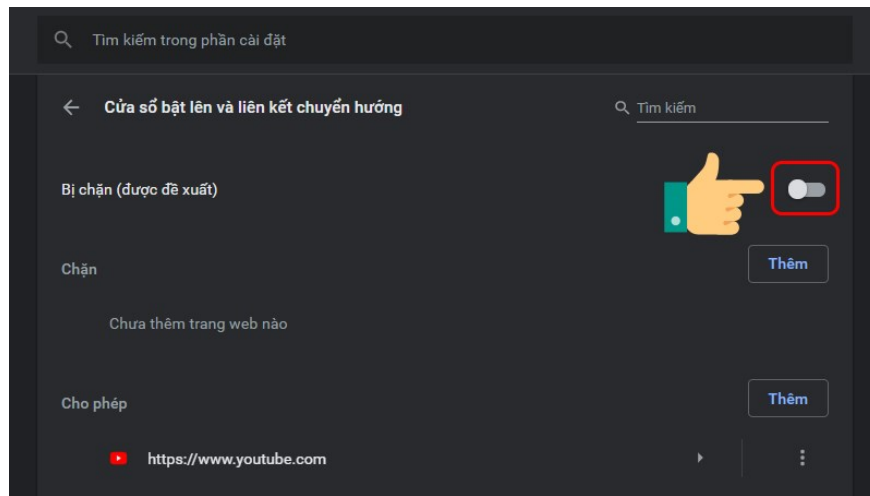 Tìm kiếm trong phần cài đặt
Cửa sổ bật lên và liên kết chuyển hướng
Tìm kiếm
Bị chặn (được đề xuất)
Chặn
Thêm
Chưa thêm trang web nào
Cho phép
Thêm
https://www.youtube.com